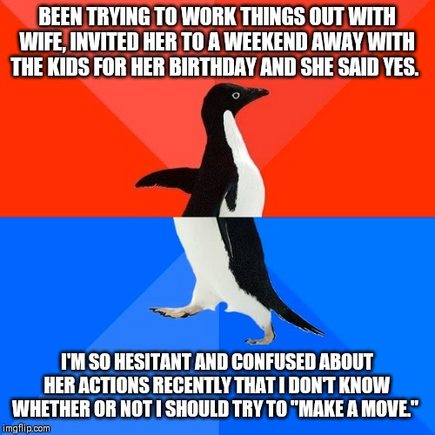 BEEN TRYING TO WORK THINGS OUT WITH
WIFE, INVITED HER TO A WEEKEND AWAY WITH
THE KIDS FOR HER BIRTHDAY AND SHE SAID YES.
I'M SO HESITANT AND CONFUSED ABOUT
HER ACTIONS RECENTLY THAT I DON'T KNOW
WHETHER OR NOT I SHOULD TRY TO "MAKE A MOVE."
imgflip.com